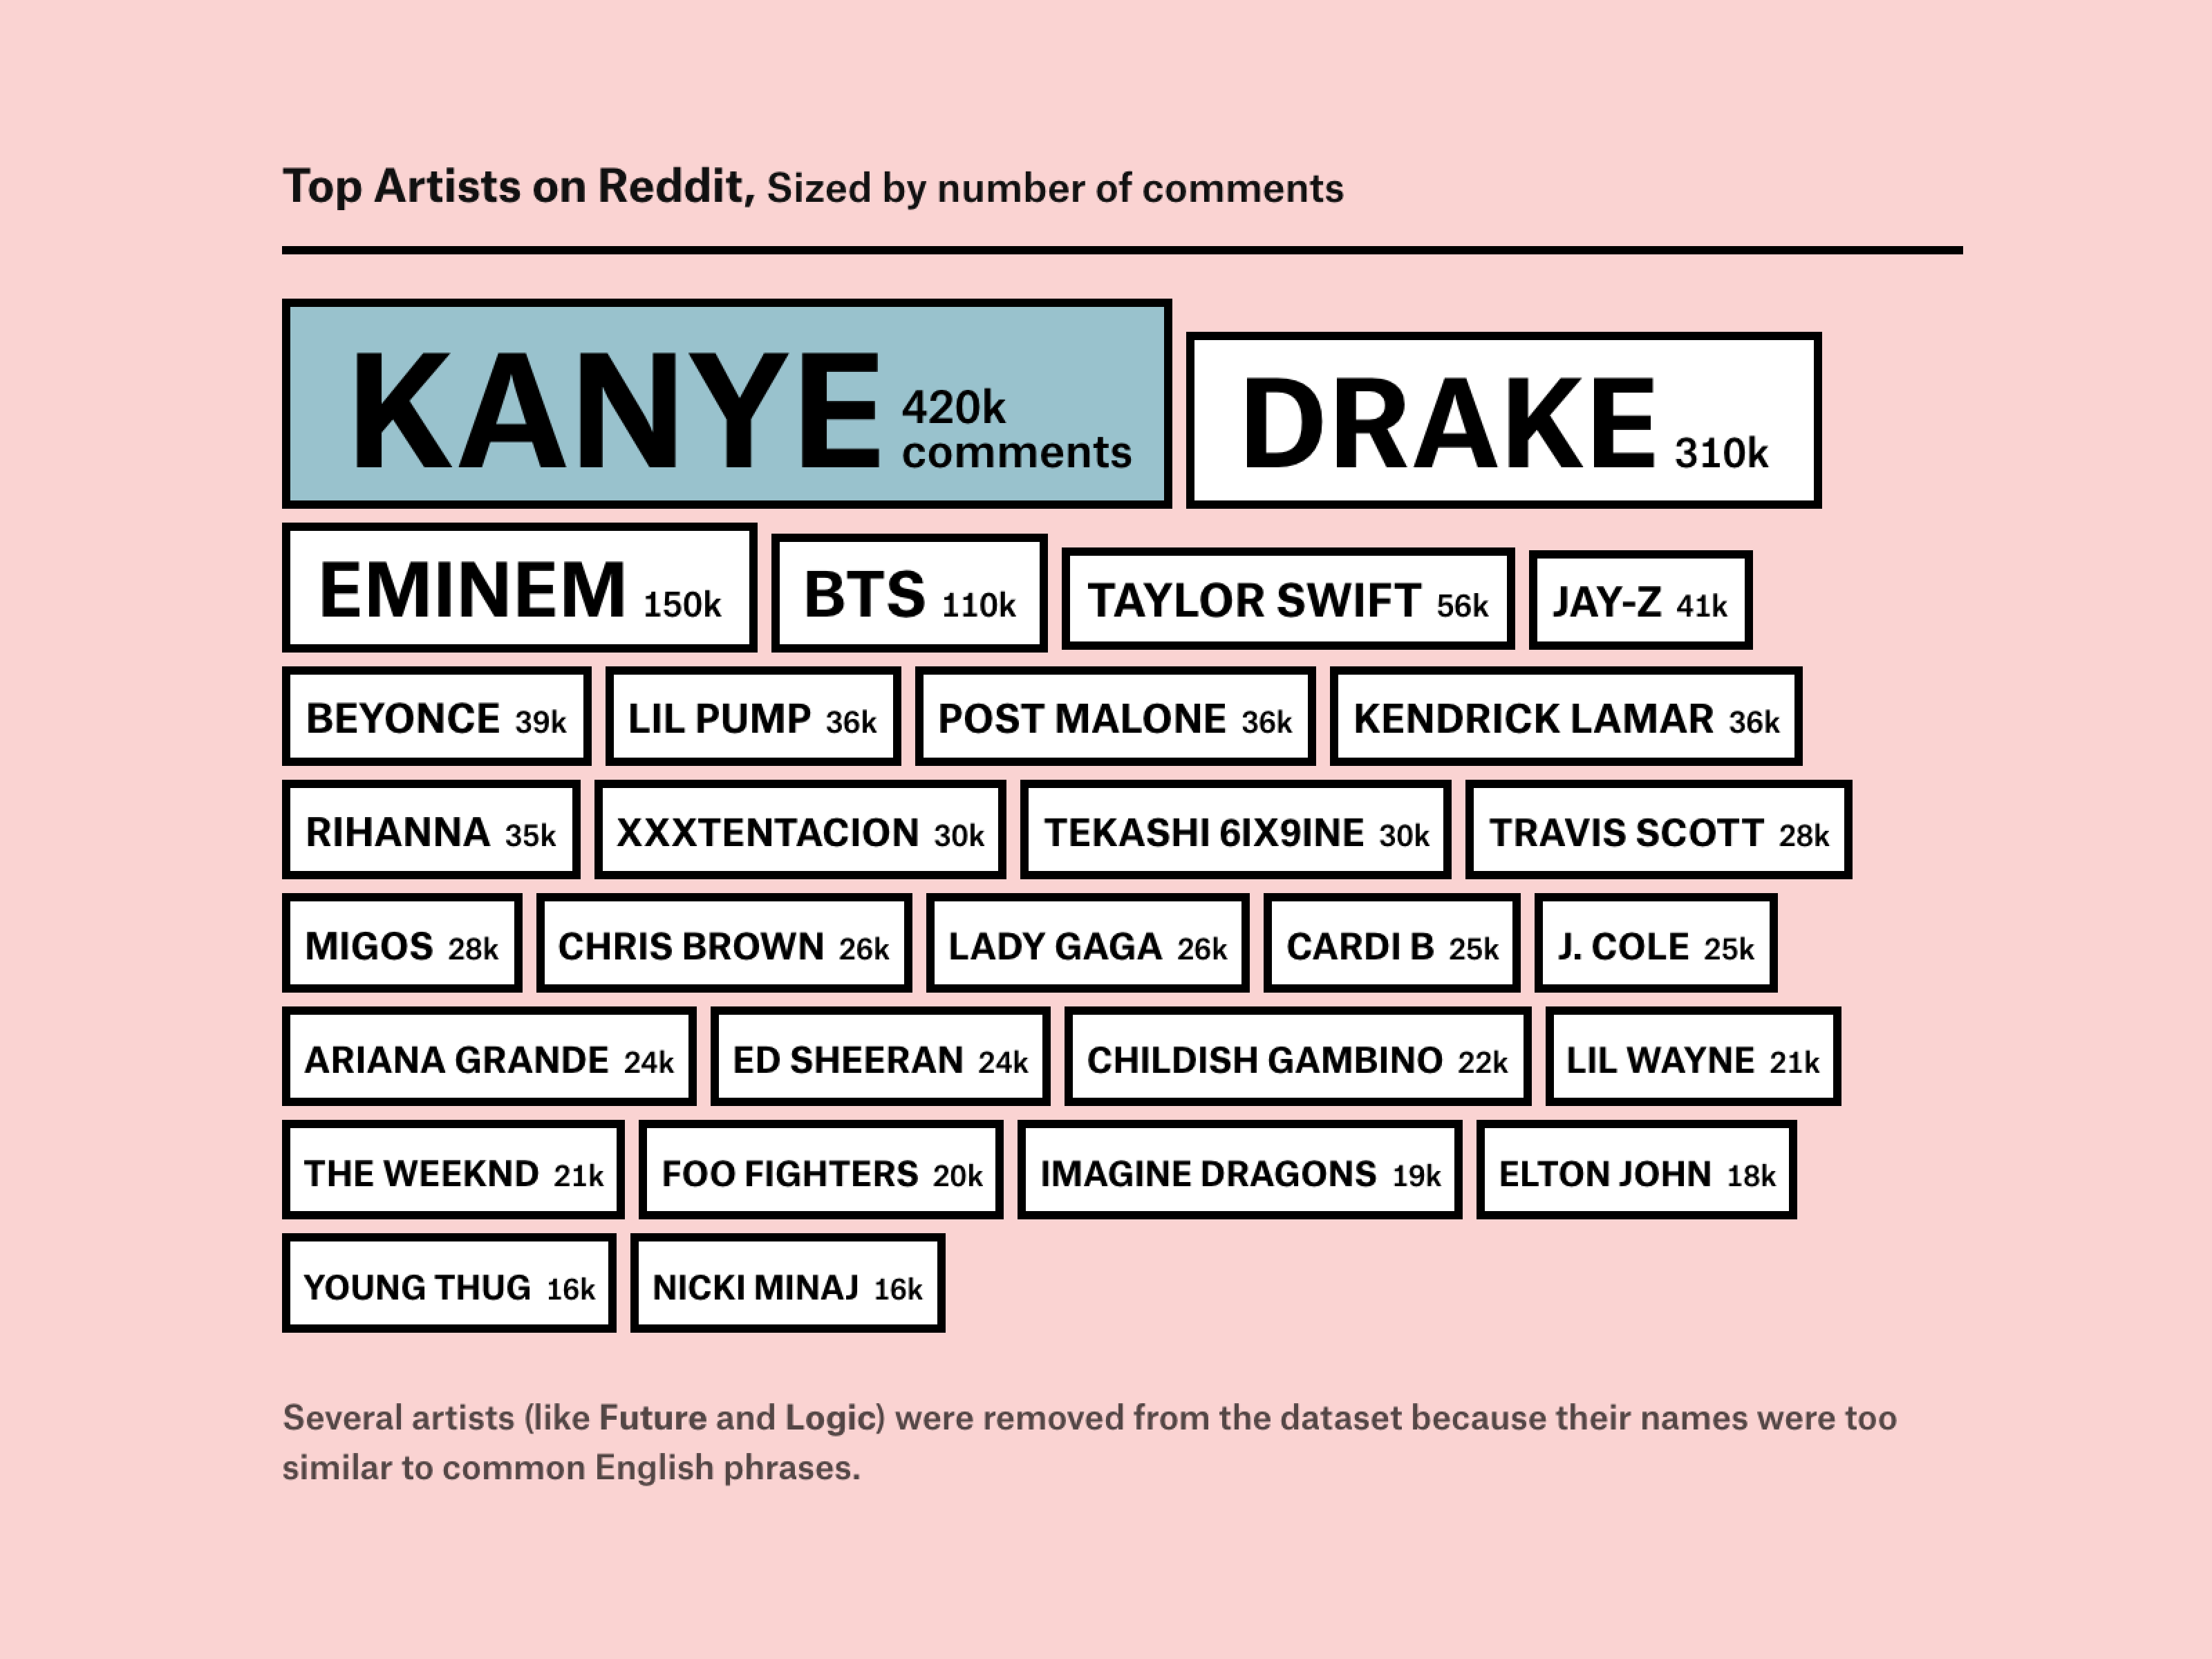 Top Artists on Reddit, Sized by number of comments
KANYE 420k comments DRAKE 310k
EMINEM 150k BTS 110k TAYLOR SWIFT 56k JAY-Z 41k
BEYONCE 39k LIL PUMP 36k POST MALONE 36k KENDRICK LAMAR 36k
RIHANNA 35k XXXTENTACION 30k TEKASHI 6IX9INE 30k TRAVIS SCOTT 28k
MIGOS 28k CHRIS BROWN 26k LADY GAGA 26k CARDI B 25k J. COLE 25k
ARIANA GRANDE 24k ED SHEERAN 24k CHILDISH GAMBINO 22k LIL WAYNE 21k
THE WEEKND 21k FOO FIGHTERS 20k IMAGINE DRAGONS 19k ELTON JOHN 18k
YOUNG THUG 16k NICKI MINAJ 16k
Several artists (like Future and Logic) were removed from the dataset because their names were too
similar to common English phrases.